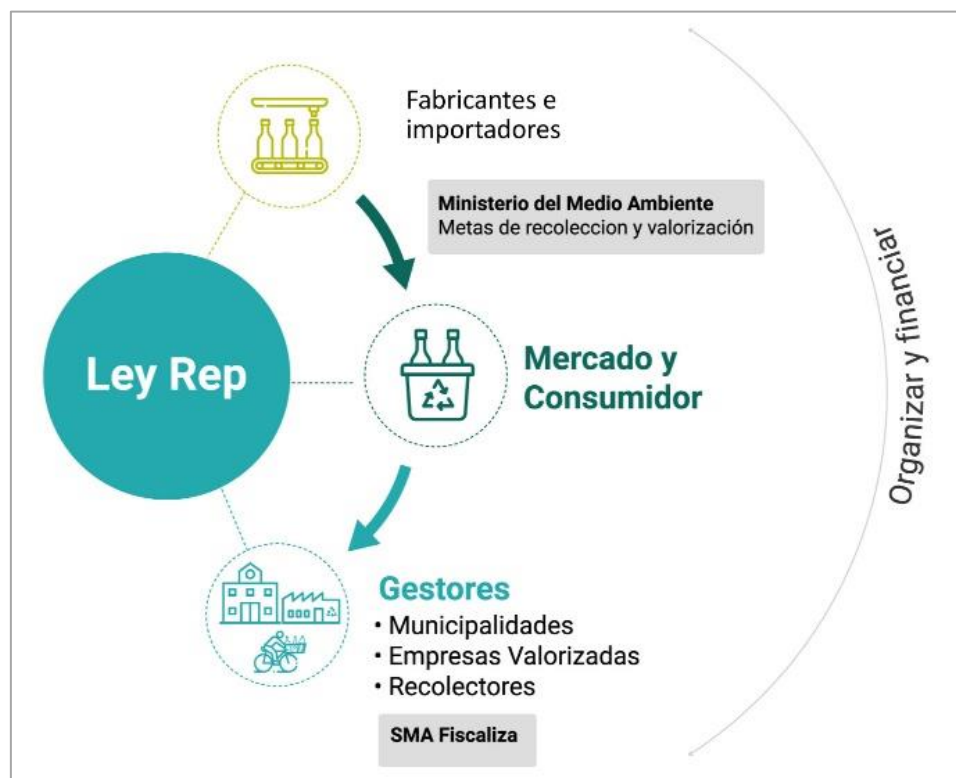 Fabricantes e
importadores
Ministerio del Medio Ambiente
Metas de recoleccion y valorización
Ley Rep
Mercado y
Consumidor
Organizar y financiar
Gestores
• Municipalidades
• Empresas Valorizadas
• Recolectores
SMA Fiscaliza